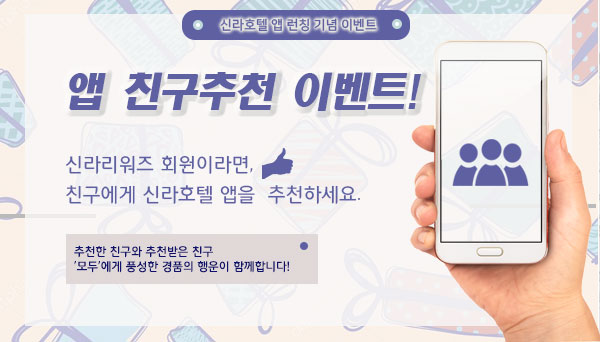 신라호텔 앱 런칭 기념 이벤트
앱 친구추천 이벤트!
신라리워즈 회원이라면,
친구에게 신라호텔 앱을 추천하세요.
추천한 친구와 추천받은 친구
'모두'에게 풍성한 경품의 행운이 함께합니다!